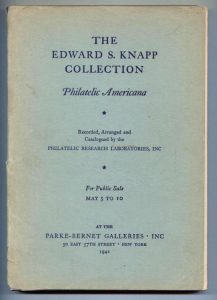 THE
EDWARD S. KNAPP
COLLECTION
Philatelic Americana
Recorded, Arranged and
Catalogued by the
PHILATELIC RESEARCH LABORATORIES, INC
For Public Sale
MAY 5 TO 10
AT THE
PARKE-BERNET GALLERIES · INC
30 EAST 57TH STREET · NEW YORK
1941